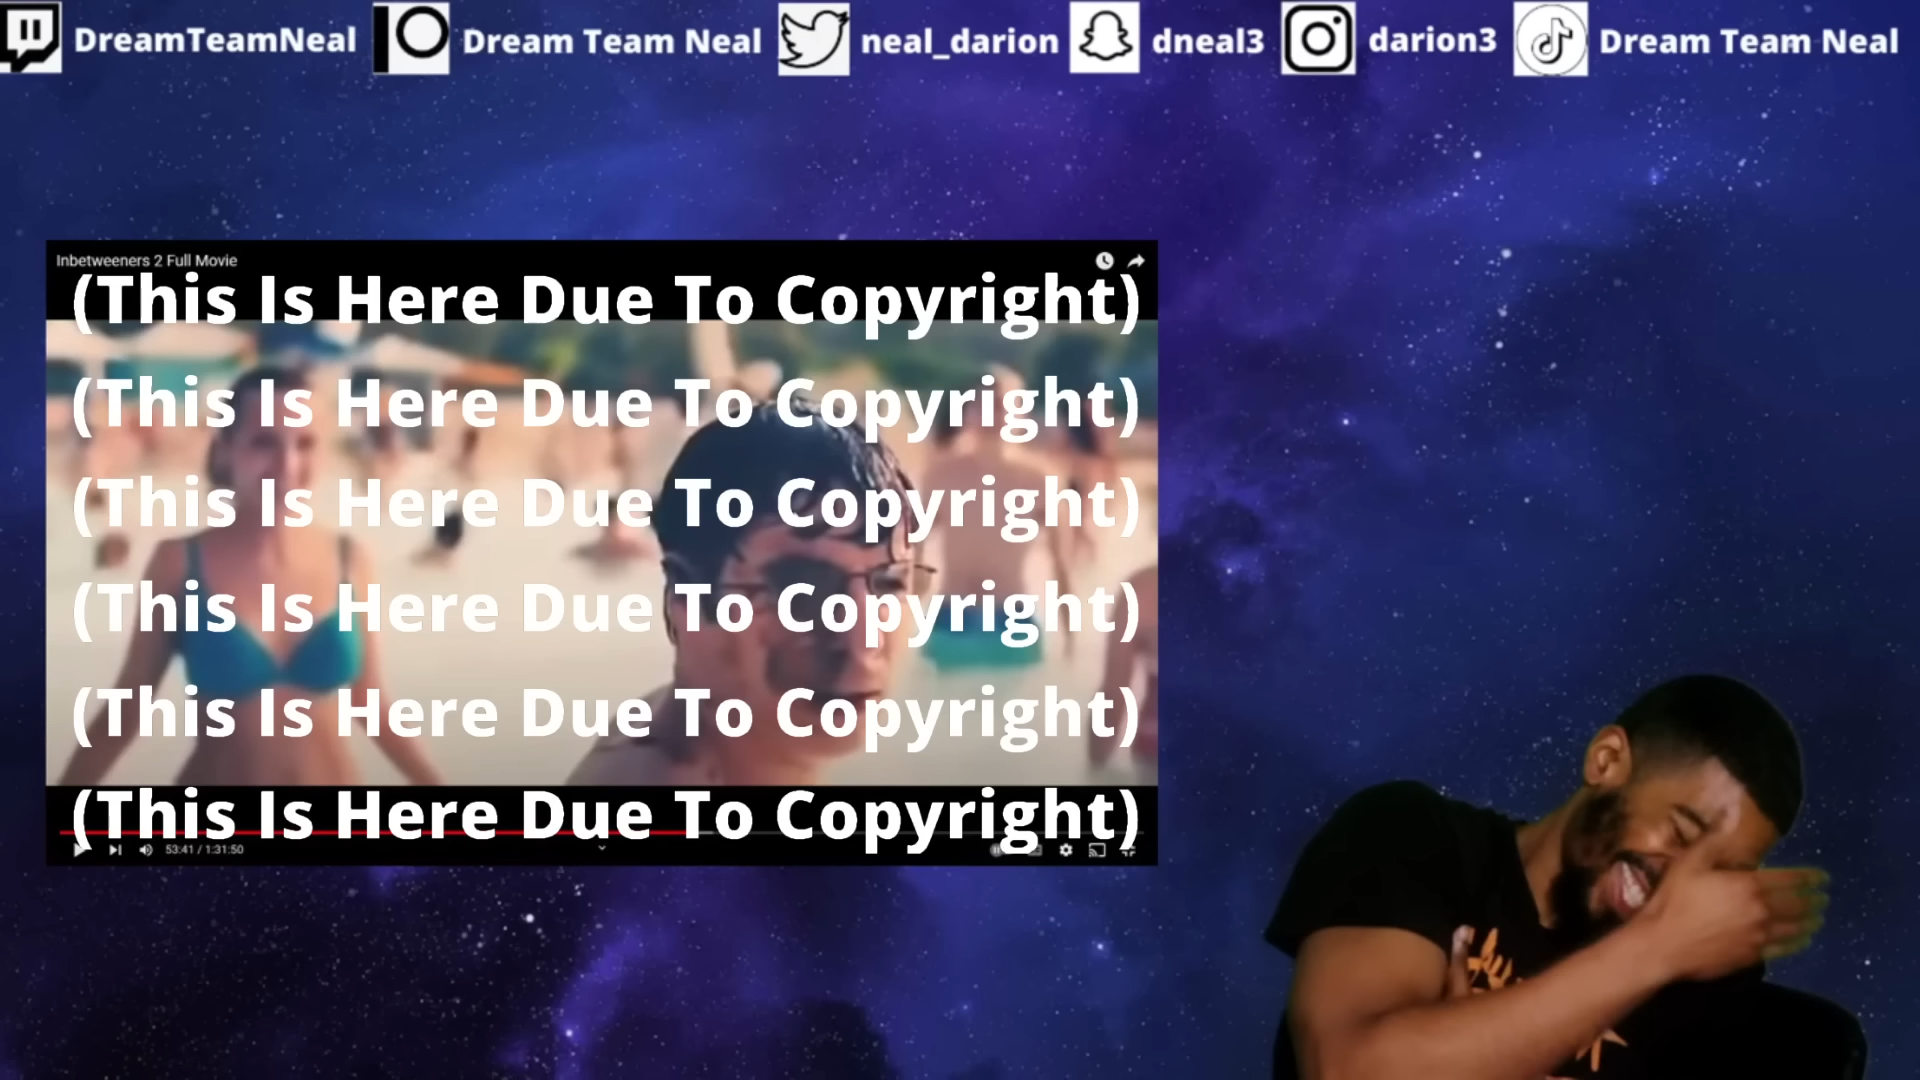 DreamTeamNeal Dream Team Neal neal_darion dneal3 darion3 Dream Team Neal
Inbetweeners 2 Full Movie
(This Is Here Due To Copyright)
(This Is Here Due To Copyright)
(This Is Here Due To Copyright)
(This Is Here Due To Copyright)
(This Is Here Due To Copyright)
(This Is Here Due To Copyright)
53:41 / 1:31:50